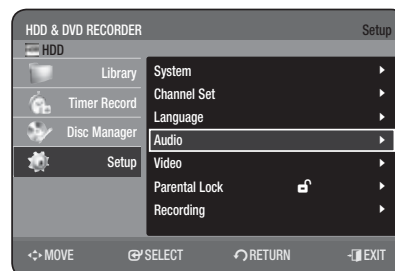 HDD & DVD RECORDER Setup
HDD
Library
Timer Record
Disc Manager
Setup
System
Channel Set
Language
Audio
Video
Parental Lock
Recording
MOVE SELECT RETURN EXIT